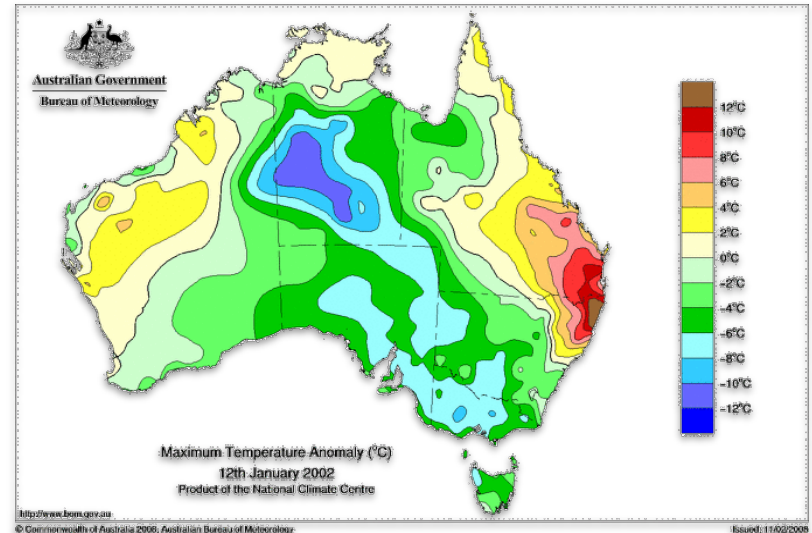 Australian Government
Bureau of Meteorology
12°C
10°C
8°C
6°C
4°C
2°C
0°C
-2°C
-4°C
-6°C
-8°C
-10°C
-12°C
Maximum Temperature Anomaly (°C)
12th January 2002
Product of the National Climate Centre
http://www.bom.gov.au
© Commonwealth of Australia 2008, Australian Bureau of Meteorology
Issued: 11/02/2008